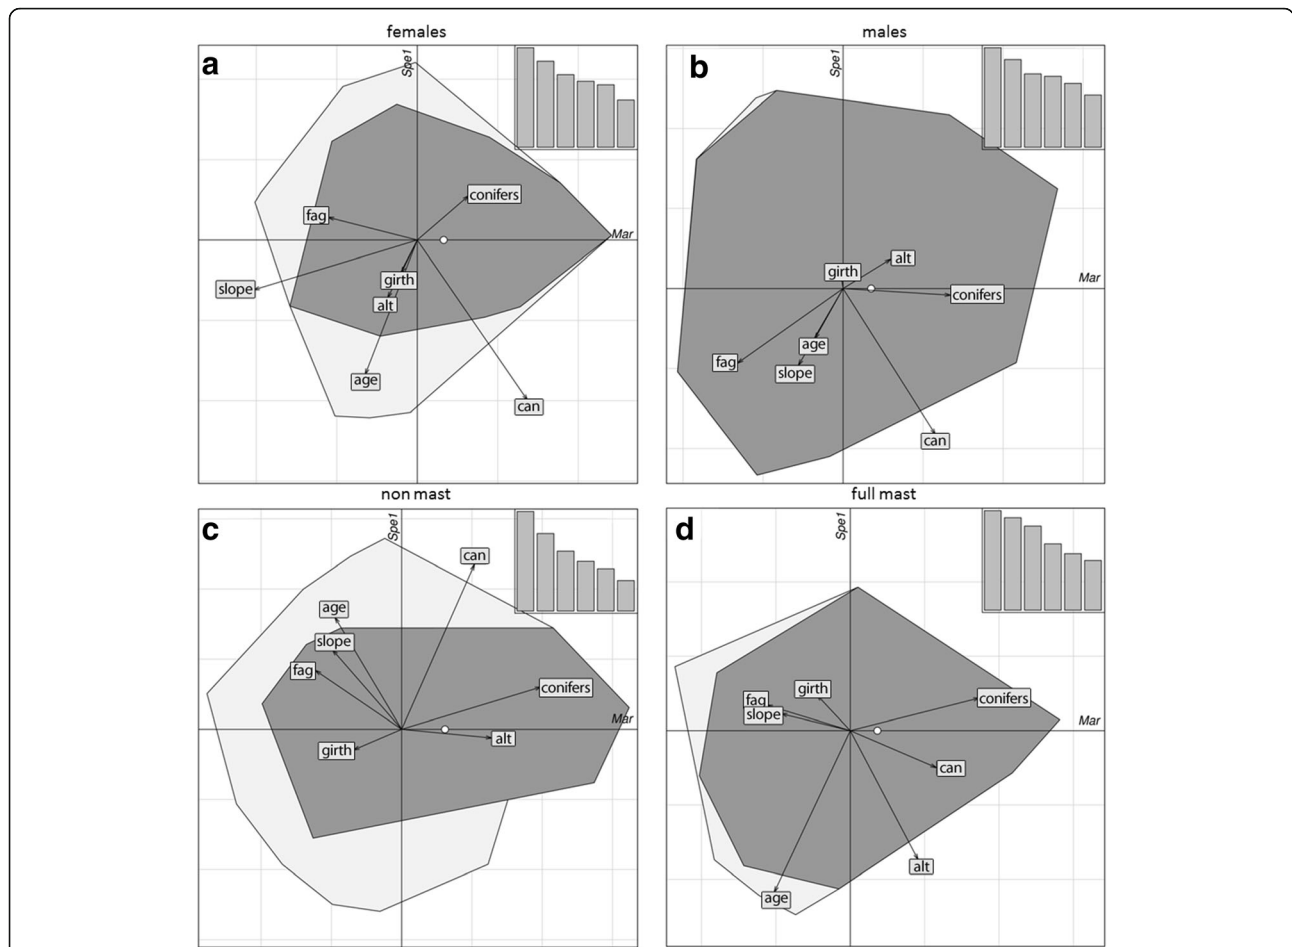 females
males
a
Spe1
conifers
fag
Mar
slope
girth
alt
age
can
b
Spe1
alt
girth
Mar
conifers
age
fag
slope
can
non mast
full mast
c
Spe1
can
age
slope
fag
conifers
Mar
alt
girth
d
Spe1
girth
fag
conifers
slope
Mar
can
alt
age